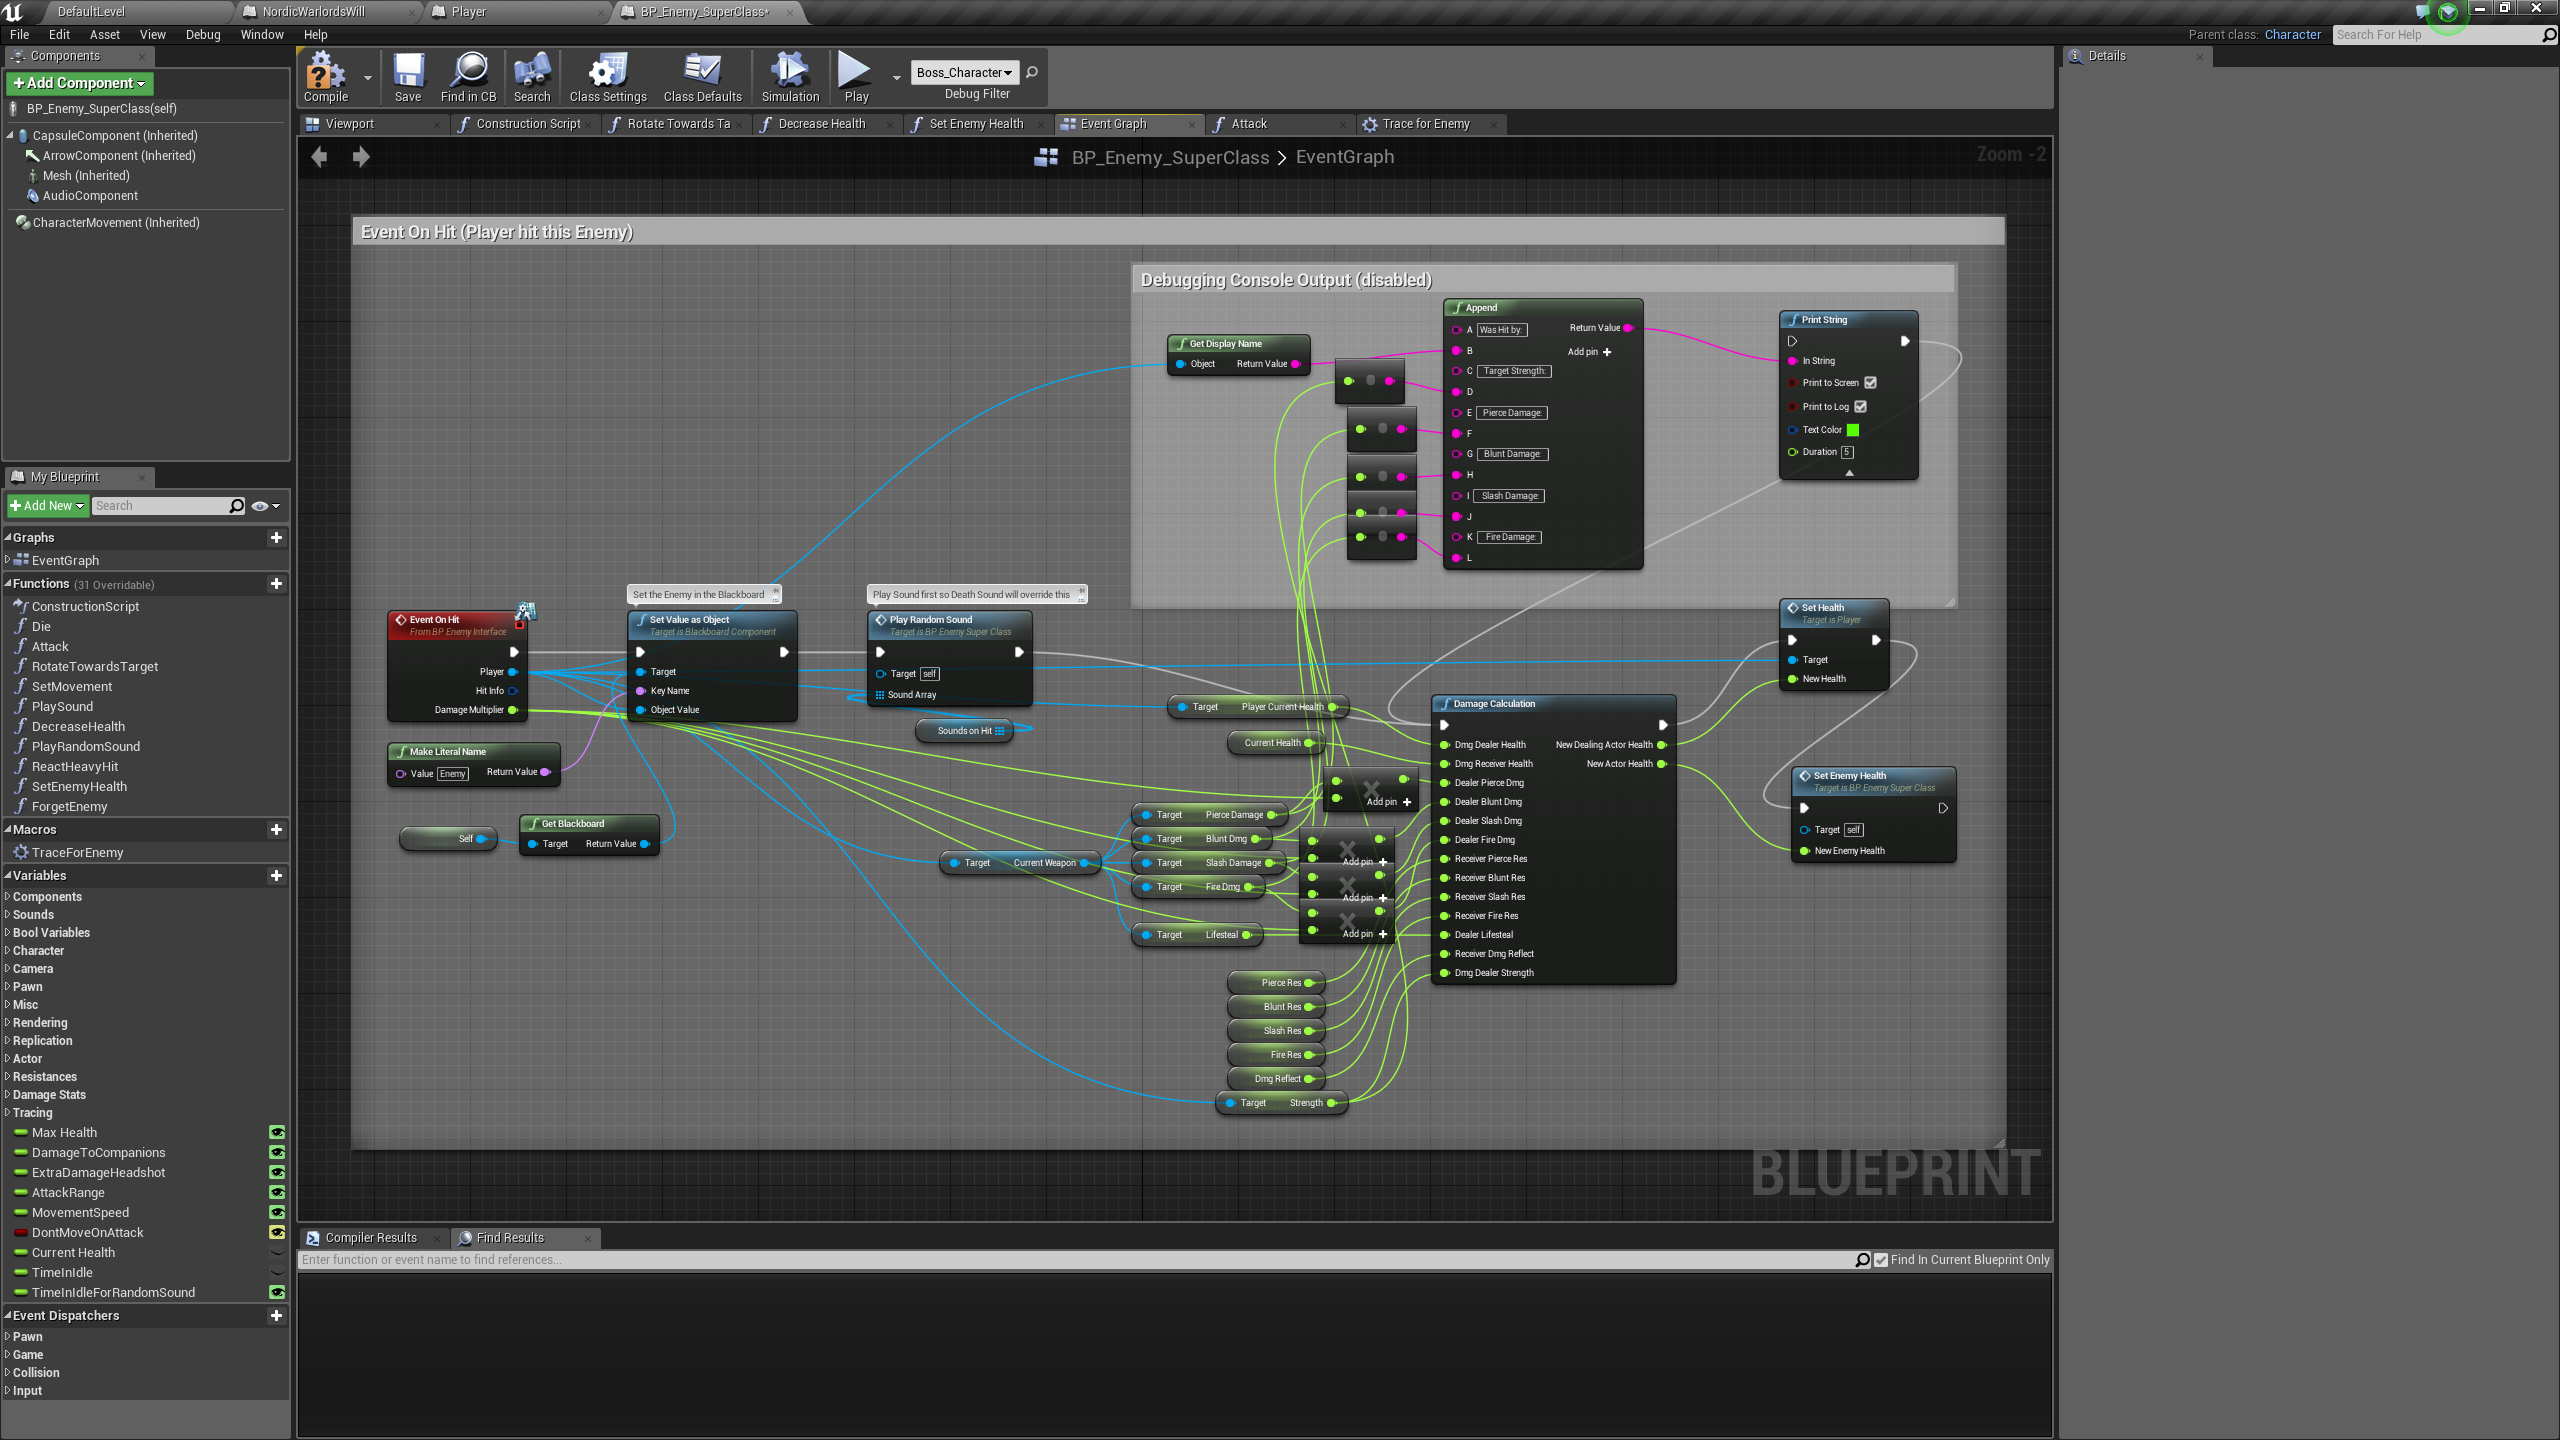 DefaultLevel
NordicWarlordsWill
Player
BP_Enemy_SuperClass*
File Edit Asset View Debug Window Help
Parent class: Character
Search For Help
Components
Add Component
BP_Enemy_SuperClass(self)
CapsuleComponent (Inherited)
ArrowComponent (Inherited)
Mesh (Inherited)
AudioComponent
CharacterMovement (Inherited)
Compile
Save
Find in CB
Search
Class Settings
Class Defaults
Simulation
Play
Boss_Character
Debug Filter
Details
Viewport
Construction Script
Rotate Towards Ta
Decrease Health
Set Enemy Health
Event Graph
Attack
Trace for Enemy
BP_Enemy_SuperClass > EventGraph
Zoom -2
My Blueprint
Add New
Search
Graphs
EventGraph
Functions (31 Overridable)
ConstructionScript
Die
Attack
RotateTowardsTarget
SetMovement
PlaySound
DecreaseHealth
PlayRandomSound
ReactHeavyHit
SetEnemyHealth
ForgetEnemy
Macros
TraceForEnemy
Variables
Components
Sounds
Bool Variables
Character
Camera
Pawn
Misc
Rendering
Replication
Actor
Resistances
Damage Stats
Tracing
Max Health
DamageToCompanions
ExtraDamageHeadshot
AttackRange
MovementSpeed
DontMoveOnAttack
Current Health
TimeInIdle
TimeInIdleForRandomSound
Event Dispatchers
Pawn
Game
Collision
Input
Event On Hit (Player hit this Enemy)
Debugging Console Output (disabled)
Get Display Name
Object Return Value
Append
A Was Hit by: Return Value
B Add pin
C Target Strength:
D
E Pierce Damage:
F
G Blunt Damage:
H
I Slash Damage:
J
K Fire Damage:
L
Print String
In String
Print to Screen
Print to Log
Text Color
Duration 5
Event On Hit
From BP Enemy Interface
Player
Hit Info
Damage Multiplier
Set the Enemy in the Blackboard
Set Value as Object
Target is Blackboard Component
Target
Key Name
Object Value
Play Sound first so Death Sound will override this
Play Random Sound
Target is BP Enemy Super Class
Target self
Sound Array
Sounds on Hit
Make Literal Name
Value Enemy Return Value
Self
Get Blackboard
Target Return Value
Target Player Current Health
Current Health
Add pin
Target Pierce Damage
Target Blunt Dmg
Target Current Weapon
Target Slash Damage
Target Fire Dmg
Target Lifesteal
Add pin
Add pin
Add pin
Pierce Res
Blunt Res
Slash Res
Fire Res
Dmg Reflect
Target Strength
Damage Calculation
Dmg Dealer Health New Dealing Actor Health
Dmg Receiver Health New Actor Health
Dealer Pierce Dmg
Dealer Blunt Dmg
Dealer Slash Dmg
Dealer Fire Dmg
Receiver Pierce Res
Receiver Blunt Res
Receiver Slash Res
Receiver Fire Res
Dealer Lifesteal
Receiver Dmg Reflect
Dmg Dealer Strength
Set Health
Target is Player
Target
New Health
Set Enemy Health
Target is BP Enemy Super Class
Target self
New Enemy Health
BLUEPRINT
Compiler Results
Find Results
Enter function or event name to find references...
Find In Current Blueprint Only